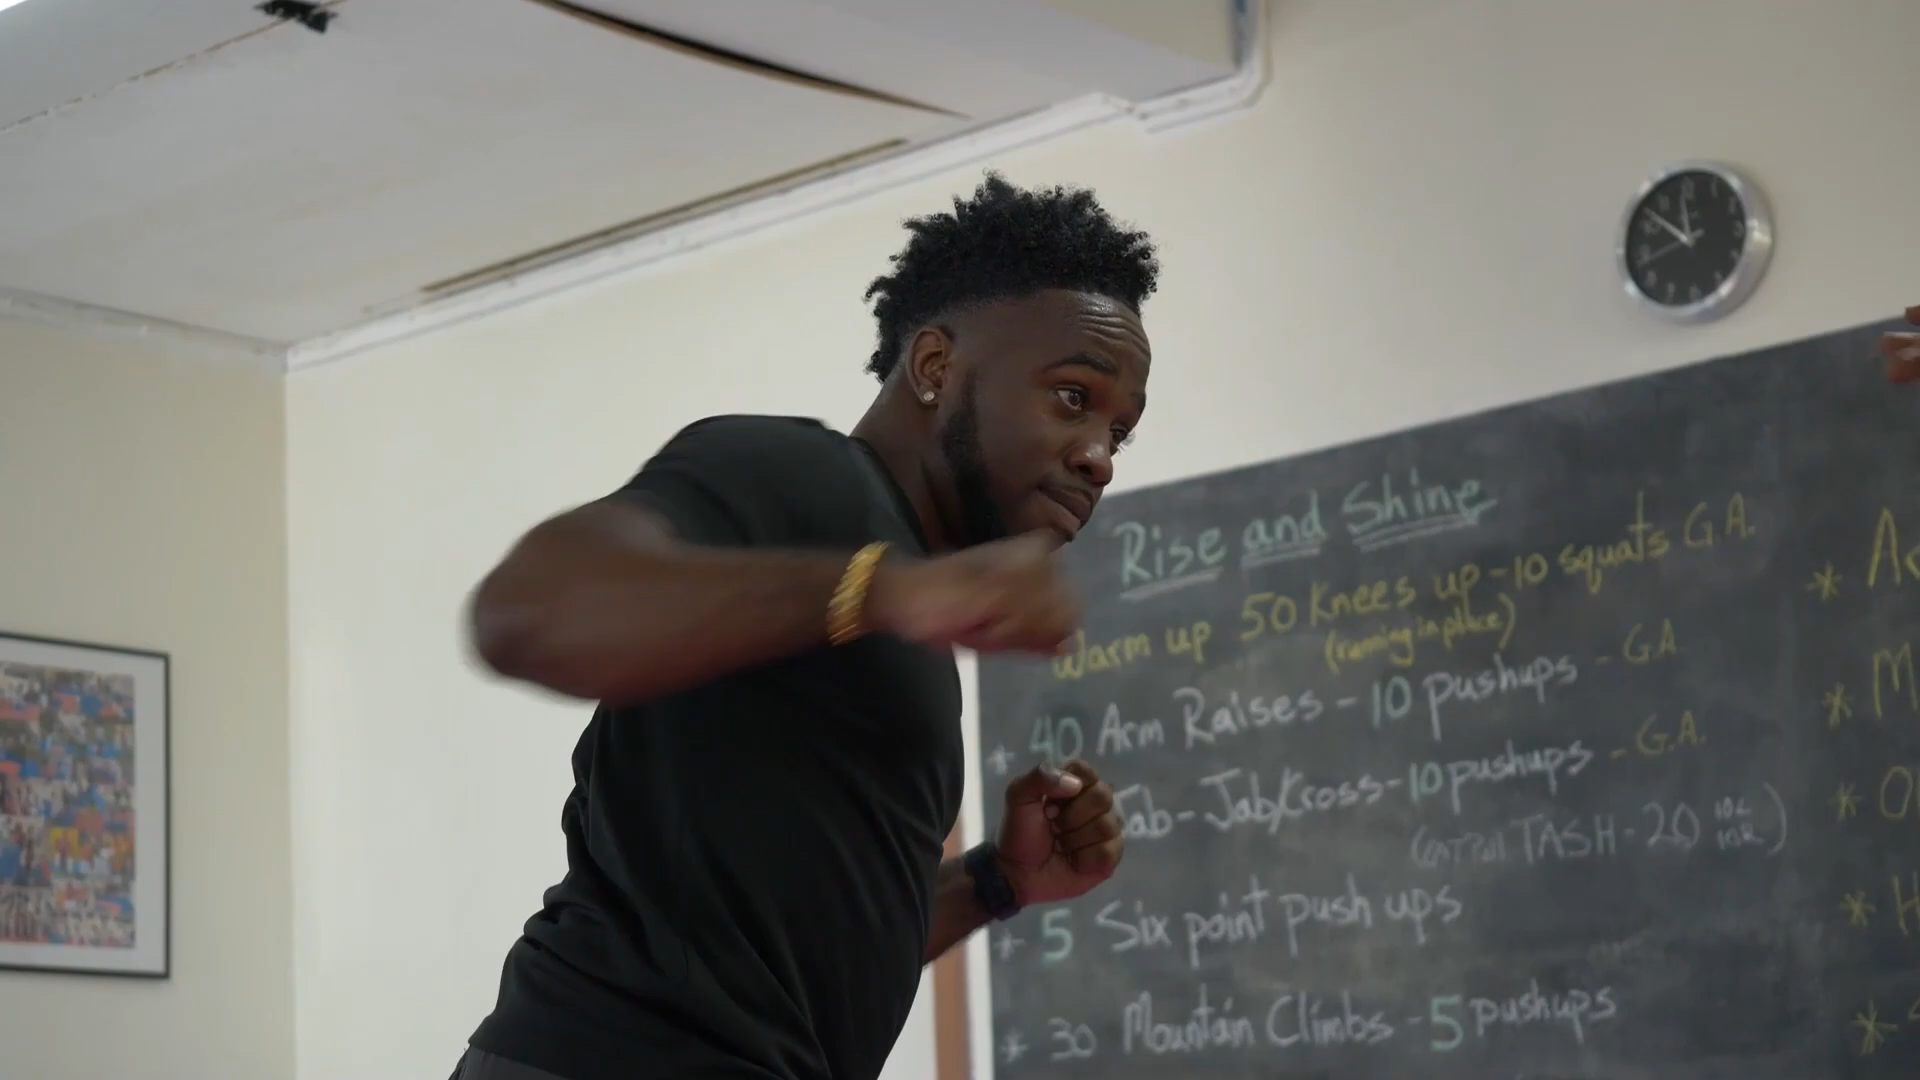 Rise and Shine
Warm up 50 Knees up -10 squats G.A.
(running in place)
* 40 Arm Raises - 10 pushups - G.A
Jab-Jab/Cross-10 pushups - G.A.
TASH-20
* 5 Six point push ups
* 30 Mountain Climbs -5 pushups